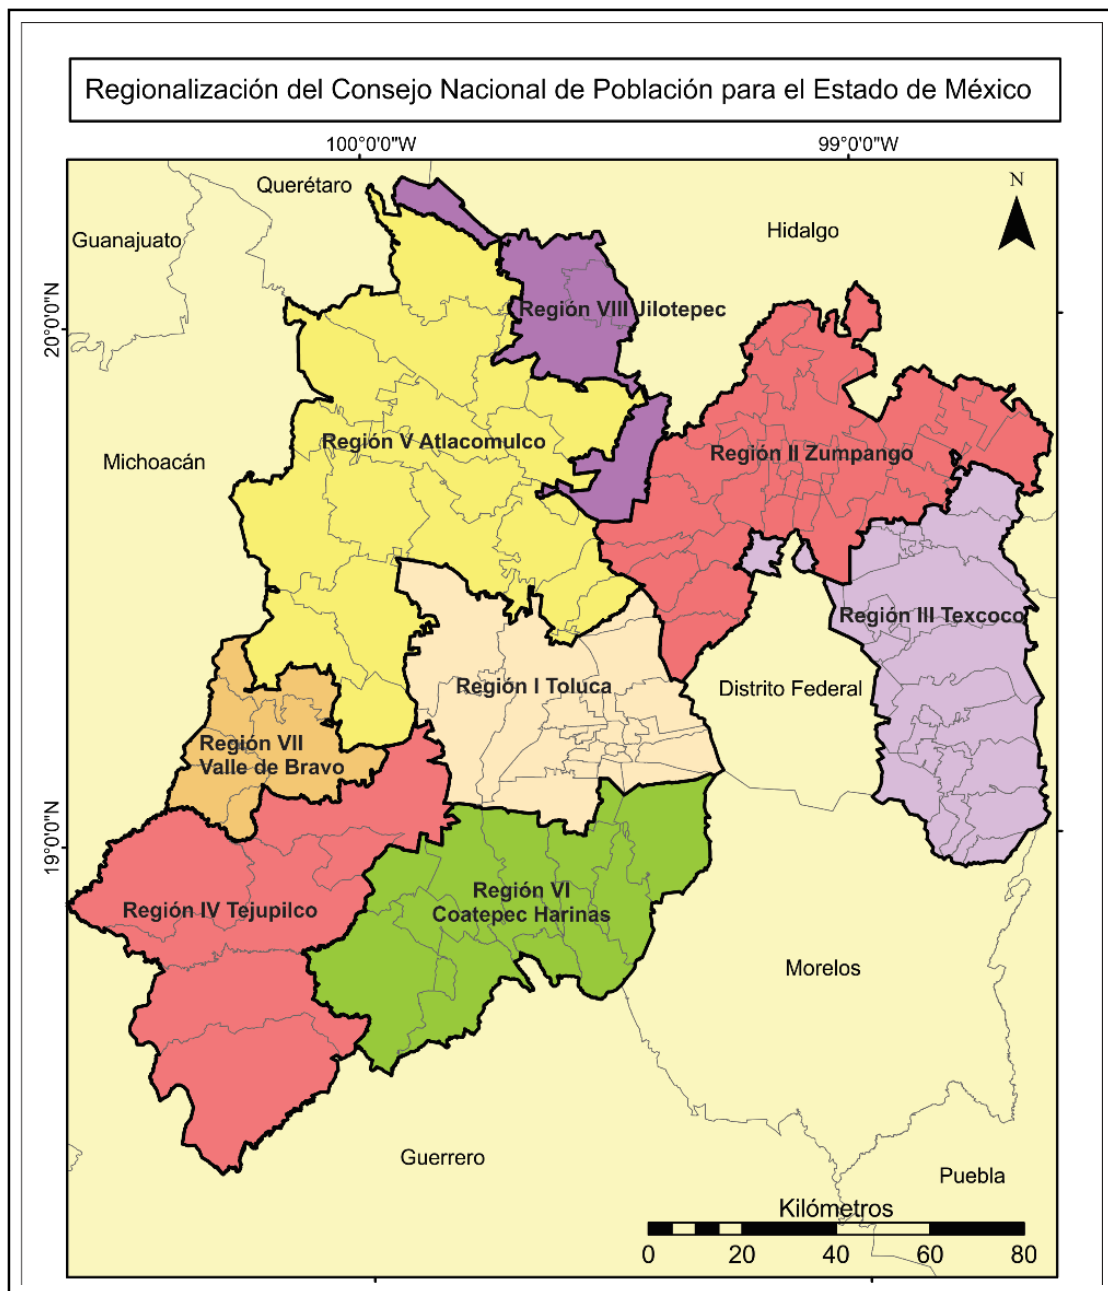 Regionalización del Consejo Nacional de Población para el Estado de México
100°0'0"W
99°0'0"W
Querétaro
N
Guanajuato
Hidalgo
20°0'0"N
Región VIII Jilotepec
Región V Atlacomulco
Michoacán
Región II Zumpango
Región III Texcoco
Región I Toluca
Distrito Federal
Región VII
Valle de Bravo
19°0'0"N
Región VI
Coatepec Harinas
Región IV Tejupilco
Morelos
Guerrero
Puebla
Kilómetros
0 20 40 60 80